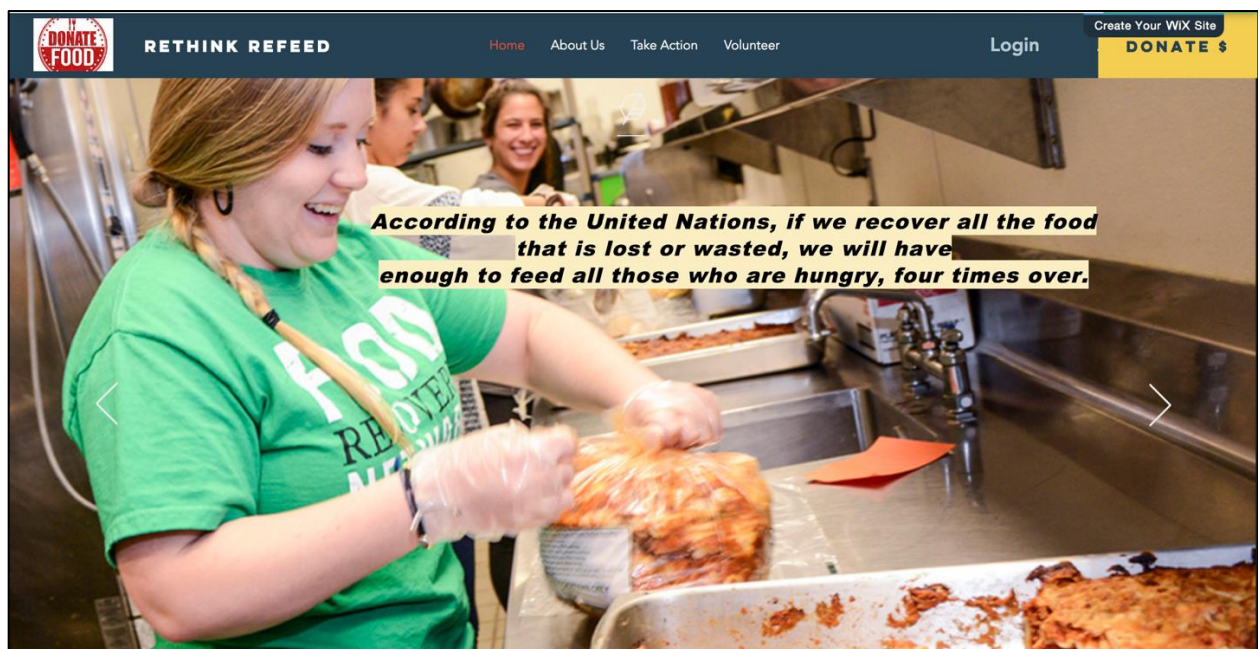 Create Your WiX Site
DONATE
FOOD
RETHINK REFEED
Home About Us Take Action Volunteer
Login
DONATE $
According to the United Nations, if we recover all the food
that is lost or wasted, we will have
enough to feed all those who are hungry, four times over.